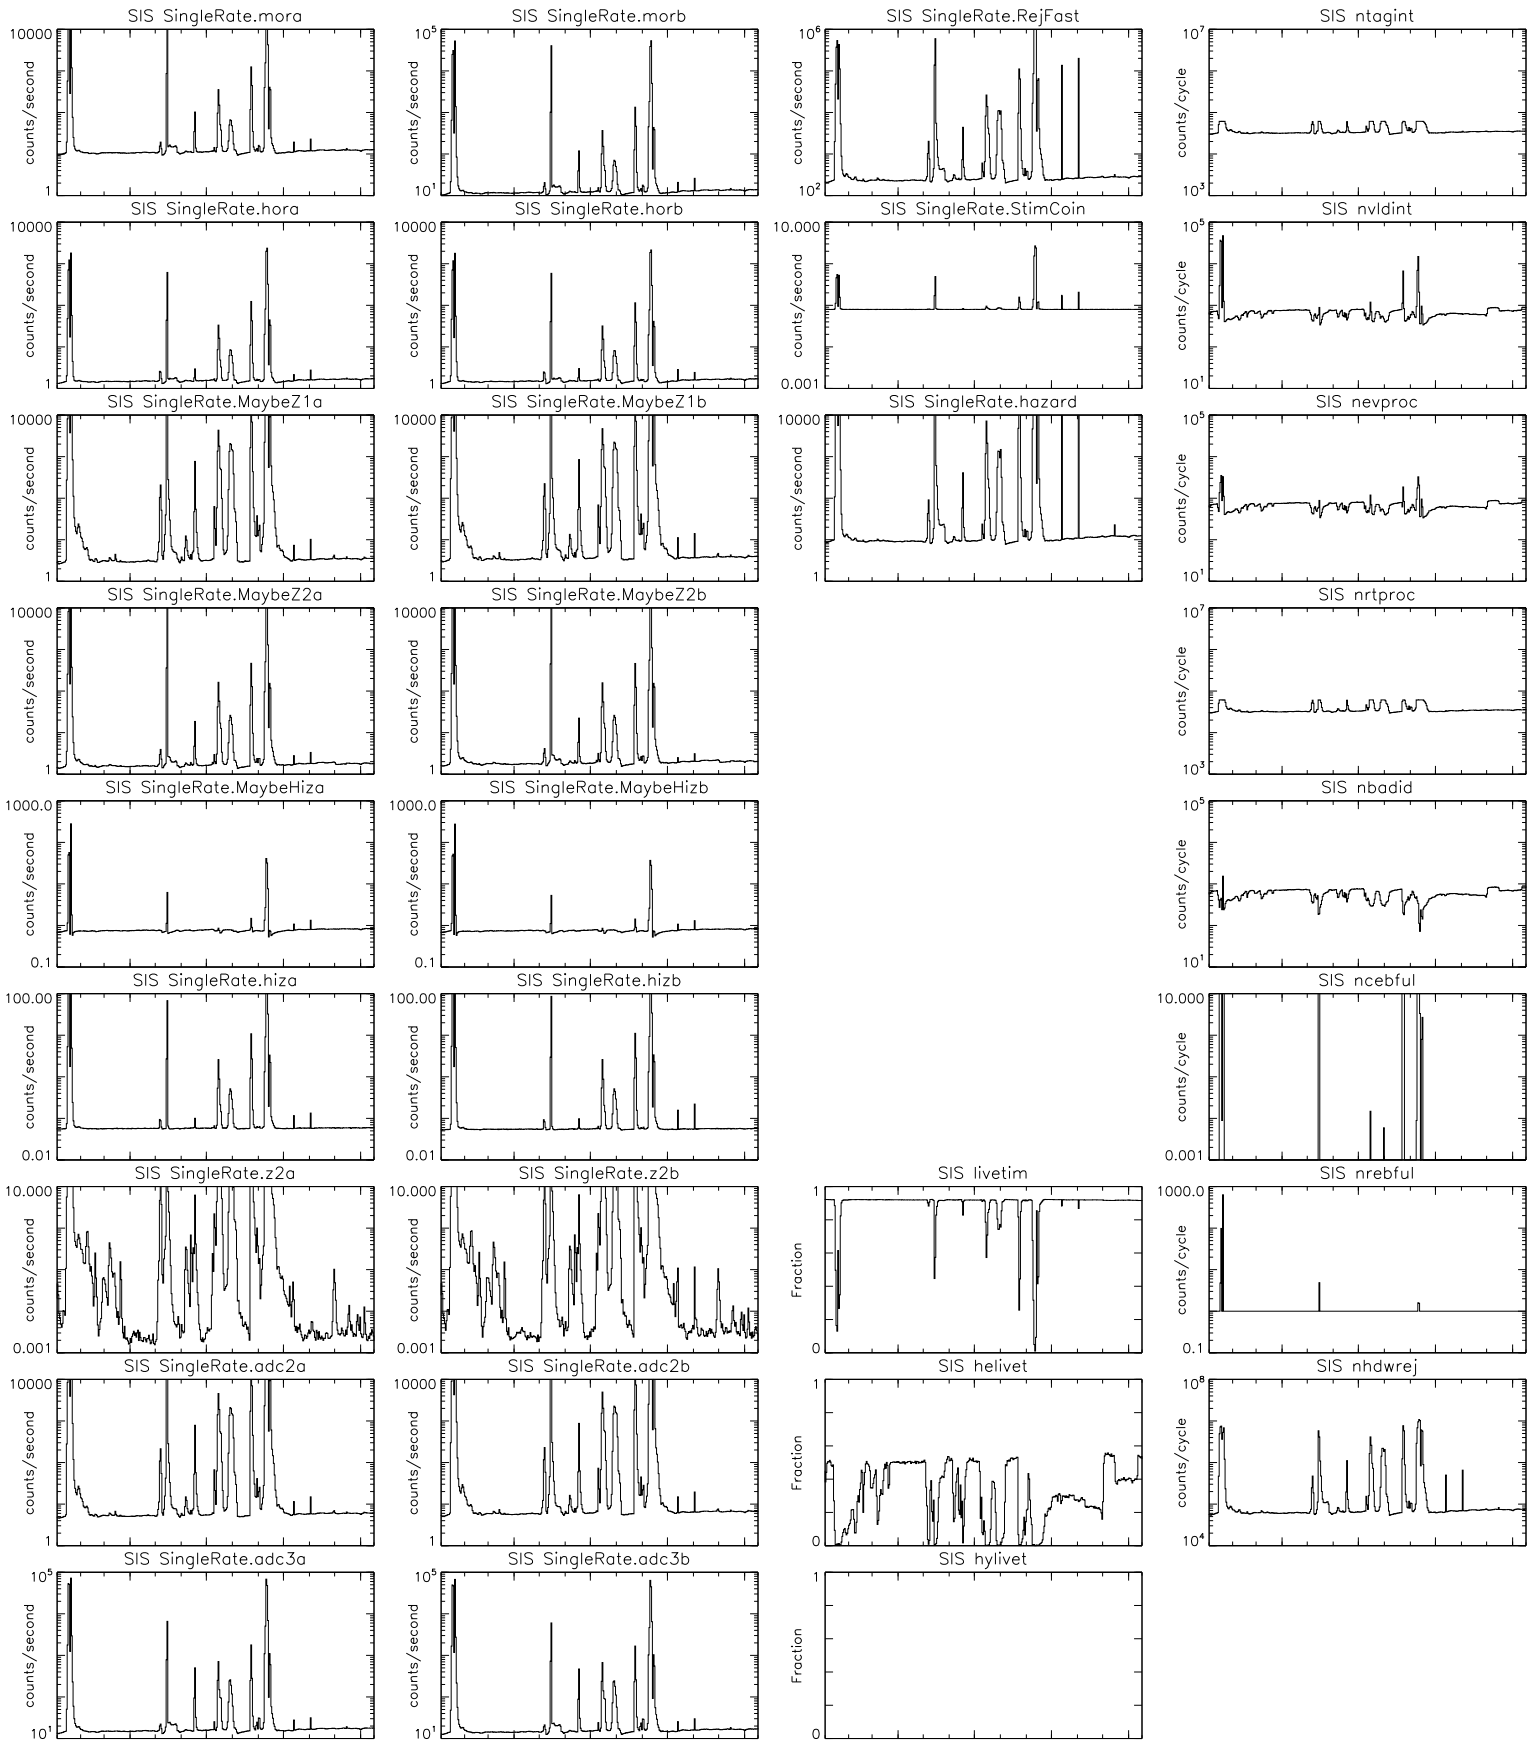 SIS SingleRate.mora
10000
counts/second
1
SIS SingleRate.morb
10^5
counts/second
10^1
SIS SingleRate.RejFast
10^6
counts/second
10^2
SIS ntagint
10^7
counts/cycle
10^3
SIS SingleRate.hora
10000
counts/second
1
SIS SingleRate.horb
10000
counts/second
1
SIS SingleRate.StimCoin
10.000
counts/second
0.001
SIS nvldint
10^5
counts/cycle
10^1
SIS SingleRate.MaybeZ1a
10000
counts/second
1
SIS SingleRate.MaybeZ1b
10000
counts/second
1
SIS SingleRate.hazard
10000
counts/second
1
SIS nevproc
10^5
counts/cycle
10^1
SIS SingleRate.MaybeZ2a
10000
counts/second
1
SIS SingleRate.MaybeZ2b
10000
counts/second
1
SIS nrtproc
10^7
counts/cycle
10^3
SIS SingleRate.MaybeHiza
1000.0
counts/second
0.1
SIS SingleRate.MaybeHizb
1000.0
counts/second
0.1
SIS nbadid
10^5
counts/cycle
10^1
SIS SingleRate.hiza
100.00
counts/second
0.01
SIS SingleRate.hizb
100.00
counts/second
0.01
SIS ncebful
10.000
counts/cycle
0.001
SIS SingleRate.z2a
10.000
counts/second
0.001
SIS SingleRate.z2b
10.000
counts/second
0.001
SIS livetim
1
Fraction
0
SIS nrebful
1000.0
counts/cycle
0.1
SIS SingleRate.adc2a
10000
counts/second
1
SIS SingleRate.adc2b
10000
counts/second
1
SIS helivet
1
Fraction
0
SIS nhdwrej
10^8
counts/cycle
10^4
SIS SingleRate.adc3a
10^5
counts/second
10^1
SIS SingleRate.adc3b
10^5
counts/second
10^1
SIS hylivet
1
Fraction
0